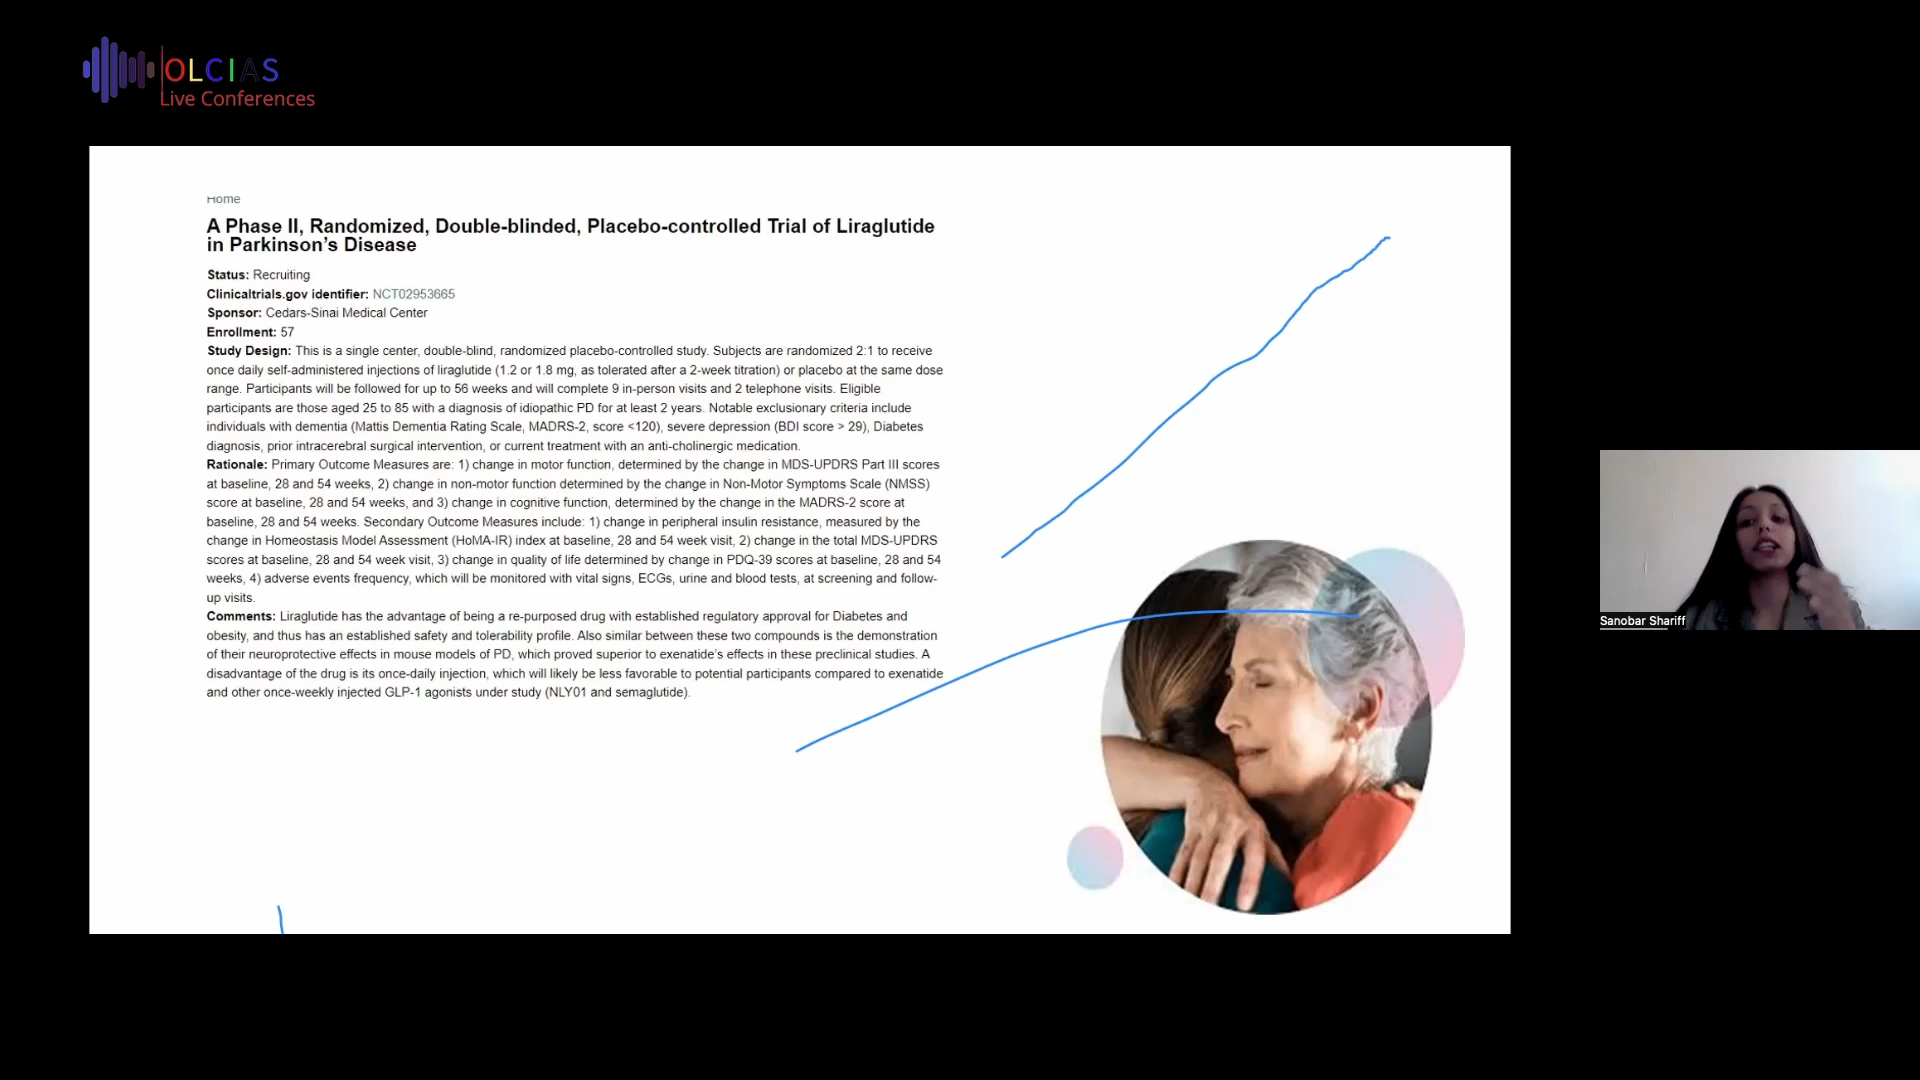 OLCIAS
Live Conferences
Home
A Phase II, Randomized, Double-blinded, Placebo-controlled Trial of Liraglutide
in Parkinson's Disease
Status: Recruiting
Clinicaltrials.gov identifier: NCT02953665
Sponsor: Cedars-Sinai Medical Center
Enrollment: 57
Study Design: This is a single center, double-blind, randomized placebo-controlled study. Subjects are randomized 2:1 to receive
once daily self-administered injections of liraglutide (1.2 or 1.8 mg, as tolerated after a 2-week titration) or placebo at the same dose
range. Participants will be followed for up to 56 weeks and will complete 9 in-person visits and 2 telephone visits. Eligible
participants are those aged 25 to 85 with a diagnosis of idiopathic PD for at least 2 years. Notable exclusionary criteria include
individuals with dementia (Mattis Dementia Rating Scale, MADRS-2, score <120), severe depression (BDI score > 29), Diabetes
diagnosis, prior intracerebral surgical intervention, or current treatment with an anti-cholinergic medication.
Rationale: Primary Outcome Measures are: 1) change in motor function, determined by the change in MDS-UPDRS Part III scores
at baseline, 28 and 54 weeks, 2) change in non-motor function determined by the change in Non-Motor Symptoms Scale (NMSS)
score at baseline, 28 and 54 weeks, and 3) change in cognitive function, determined by the change in the MADRS-2 score at
baseline, 28 and 54 weeks. Secondary Outcome Measures include: 1) change in peripheral insulin resistance, measured by the
change in Homeostasis Model Assessment (HoMA-IR) index at baseline, 28 and 54 week visit, 2) change in the total MDS-UPDRS
scores at baseline, 28 and 54 week visit, 3) change in quality of life determined by change in PDQ-39 scores at baseline, 28 and 54
weeks, 4) adverse events frequency, which will be monitored with vital signs, ECGs, urine and blood tests, at screening and follow-
up visits.
Comments: Liraglutide has the advantage of being a re-purposed drug with established regulatory approval for Diabetes and
obesity, and thus has an established safety and tolerability profile. Also similar between these two compounds is the demonstration
of their neuroprotective effects in mouse models of PD, which proved superior to exenatide's effects in these preclinical studies. A
disadvantage of the drug is its once-daily injection, which will likely be less favorable to potential participants compared to exenatide
and other once-weekly injected GLP-1 agonists under study (NLY01 and semaglutide).
Sanobar Shariff